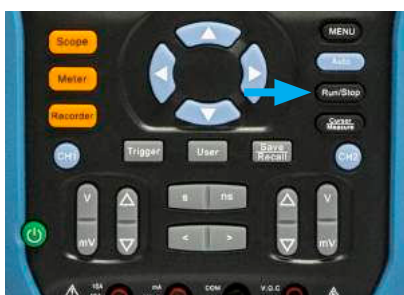 Scope
MENU
Auto
Meter
Run/Stop
Recorder
Cursor
Measure
CH1
Trigger
User
Save
Recall
CH2
V
s
ns
V
mV
<
>
mV
10A
mA
COM
V.Ω.C